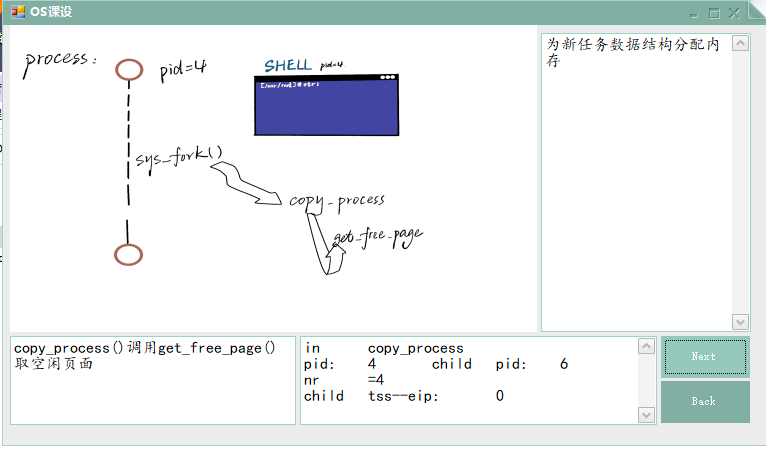 OS课设
process:
pid=4
SHELL pid=4
[/usr/root]# stri
sys_fork()
copy_process
get_free_page
为新任务数据结构分配内
存
copy_process()调用get_free_page()
取空闲页面
in copy_process
pid: 4 child pid: 6
nr =4
child tss--eip: 0
Next
Back